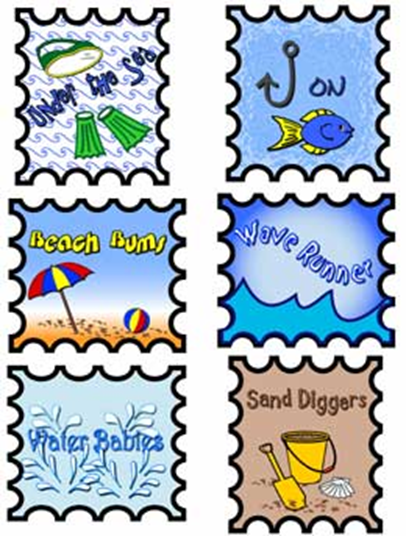 Under the Sea
ON
Beach Bums
Wave Runner
Water Babies
Sand Diggers